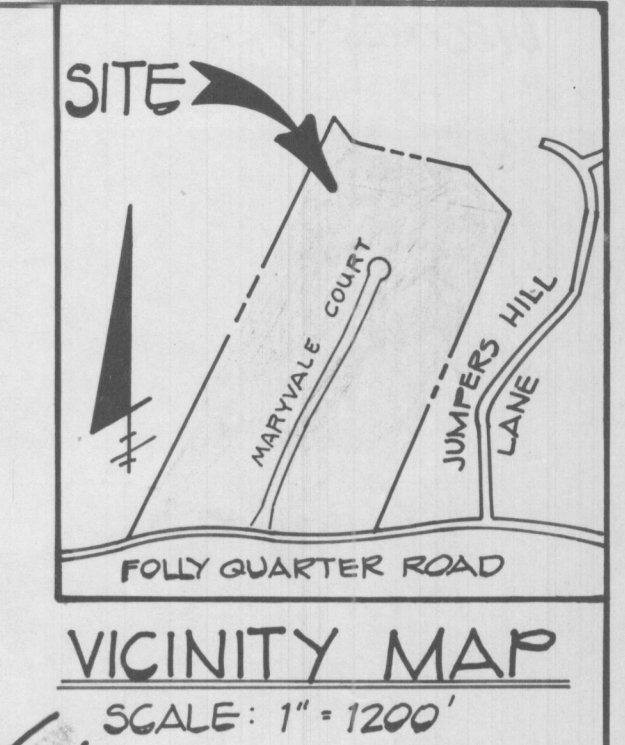 SITE
MARYVALE COURT
JUMPERS HILL
LANE
FOLLY QUARTER ROAD
VICINITY MAP
SCALE: 1" = 1200'